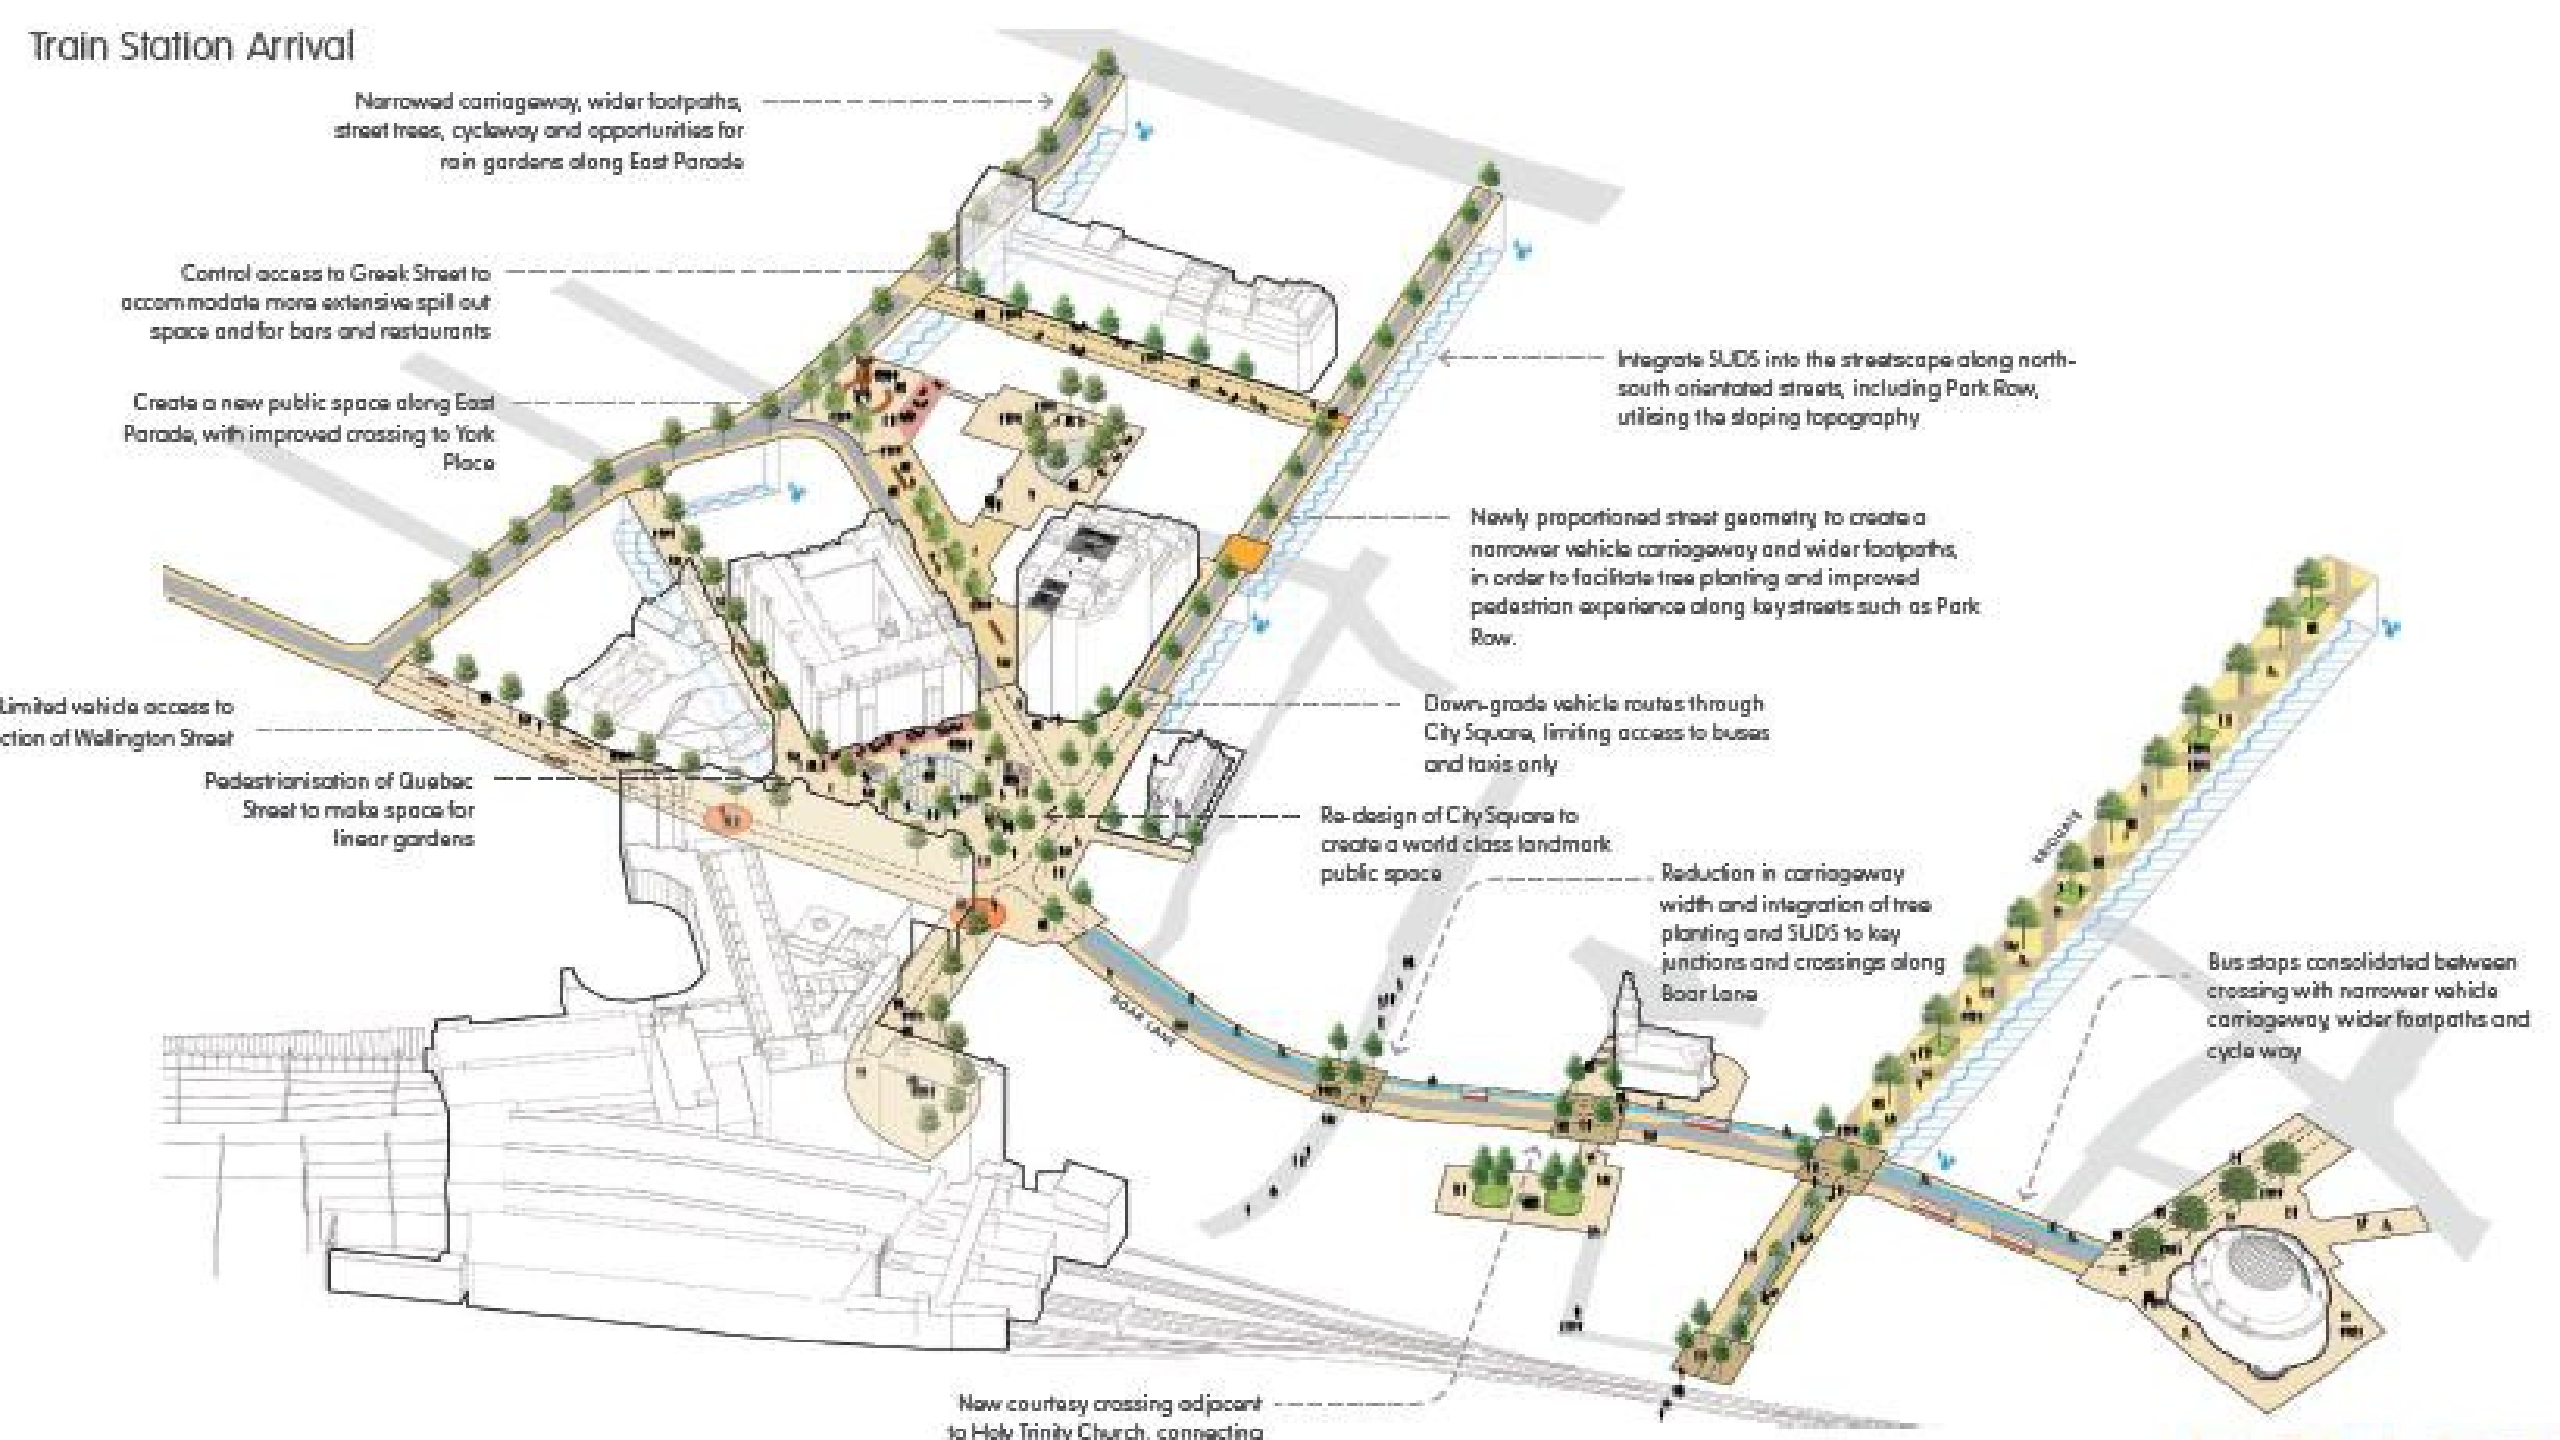 Train Station Arrival
Narrowed carriageway, wider footpaths,
street trees, cycleway and opportunities for
rain gardens along East Parade
Control access to Greek Street to
accommodate more extensive spill out
space and for bars and restaurants
Create a new public space along East
Parade, with improved crossing to York
Place
Limited vehicle access to
ction of Wellington Street
Pedestrianisation of Quebec
Street to make space for
linear gardens
Integrate SUDS into the streetscape along north-
south orientated streets, including Park Row,
utilising the sloping topography
Newly proportioned street geometry, to create a
narrower vehicle carriageway and wider footpaths,
in order to facilitate tree planting and improved
pedestrian experience along key streets such as Park
Row.
Down-grade vehicle routes through
City Square, limiting access to buses
and taxis only
Re-design of City Square to
create a world class landmark
public space
Reduction in carriageway
width and integration of tree
planting and SUDS to key
junctions and crossings along
Boar Lane
BRIGGATE
BOAR LANE
Bus stops consolidated between
crossing with narrower vehicle
carriageway, wider footpaths and
cycle way
New courtesy crossing adjacent
to Holy Trinity Church, connecting